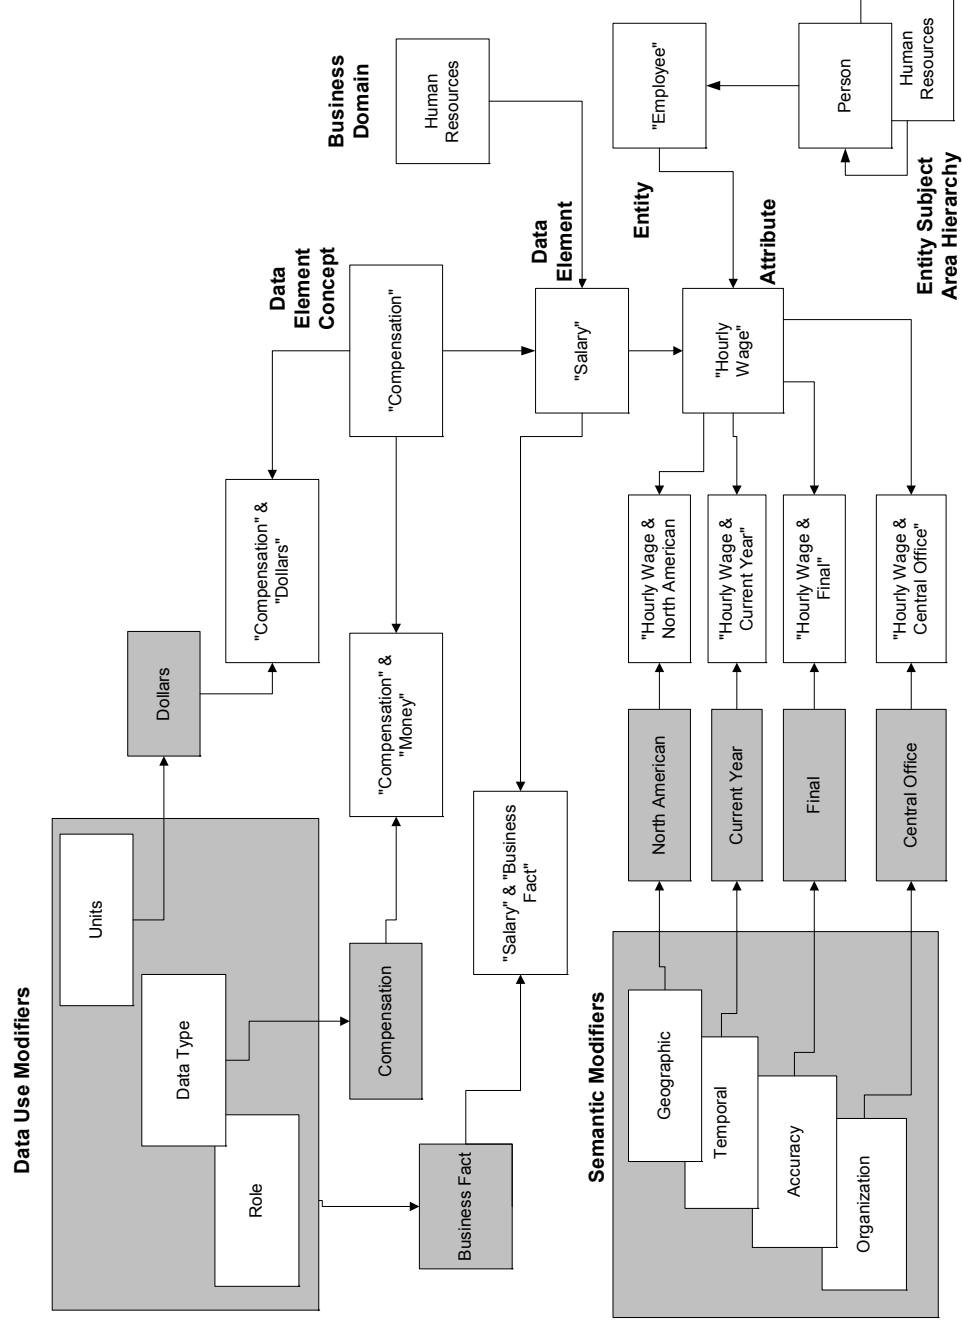 Data Use Modifiers
Units
Data Type
Role
Dollars
Compensation
Business Fact
"Compensation" &
"Dollars"
"Compensation" &
"Money"
"Salary" & "Business
Fact"
Data
Element
Concept
"Compensation"
Business
Domain
Human
Resources
Data
Element
"Salary"
Entity
"Employee"
Attribute
"Hourly
Wage"
Person
Human
Resources
Entity Subject
Area Hierarchy
Semantic Modifiers
Geographic
Temporal
Accuracy
Organization
North American
Current Year
Final
Central Office
"Hourly Wage &
North American
"Hourly Wage &
Current Year"
"Hourly Wage &
Final"
"Hourly Wage &
Central Office"